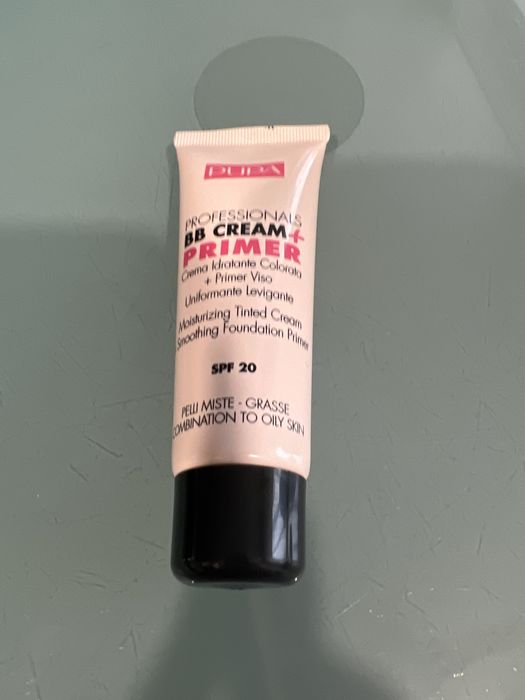 PUPA
PROFESSIONALS
BB CREAM+
PRIMER
Crema Idratante Colorata
+ Primer Viso
Uniformante Levigante
Moisturizing Tinted Cream
Smoothing Foundation Primer
SPF 20
PELLI MISTE - GRASSE
COMBINATION TO OILY SKIN